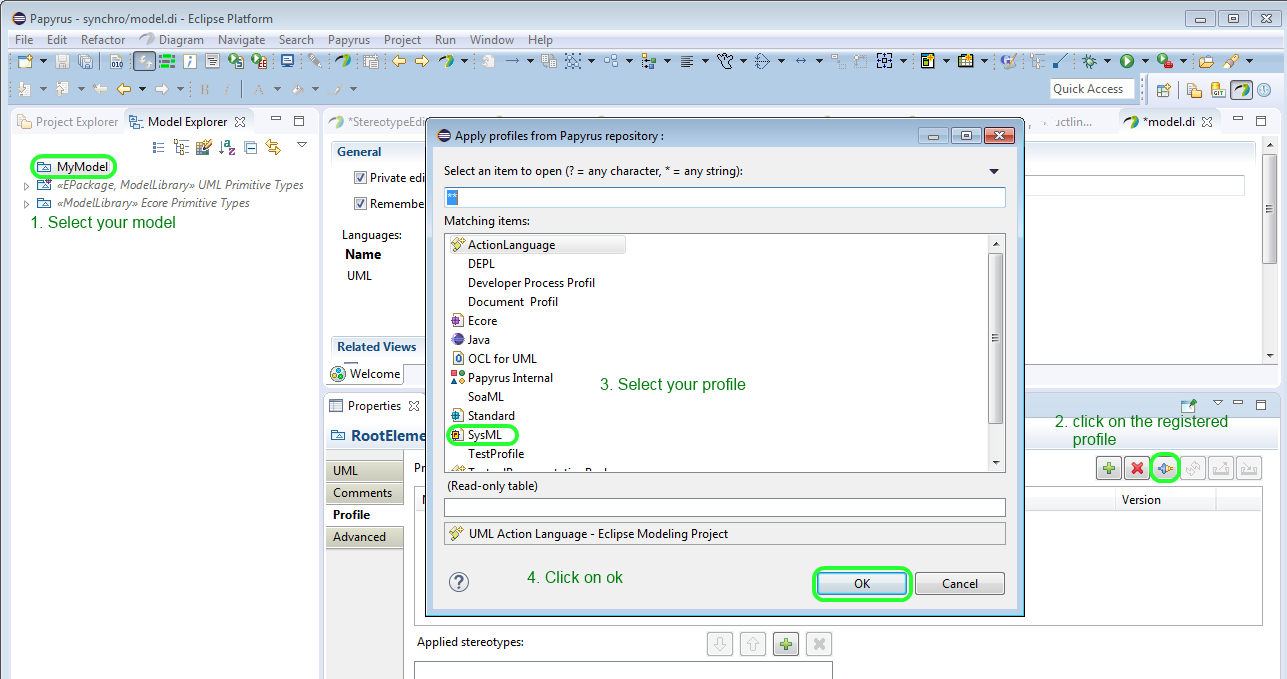 Papyrus - synchro/model.di - Eclipse Platform
File Edit Refactor Diagram Navigate Search Papyrus Project Run Window Help
Quick Access
Project Explorer Model Explorer
*StereotypeEdi
uctlin...
*model.di
MyModel
«EPackage, ModelLibrary» UML Primitive Types
«ModelLibrary» Ecore Primitive Types
1. Select your model
General
Private edi
Remembe
Languages:
Name
UML
Related Views
Welcome
Apply profiles from Papyrus repository :
Select an item to open (? = any character, * = any string):
**
Matching items:
ActionLanguage
DEPL
Developer Process Profil
Document Profil
Ecore
Java
OCL for UML
Papyrus Internal
SoaML
Standard
SysML
TestProfile
3. Select your profile
(Read-only table)
UML Action Language - Eclipse Modeling Project
4. Click on ok
OK
Cancel
Properties
RootEleme
UML
Comments
Profile
Advanced
2. click on the registered
profile
Version
Applied stereotypes: